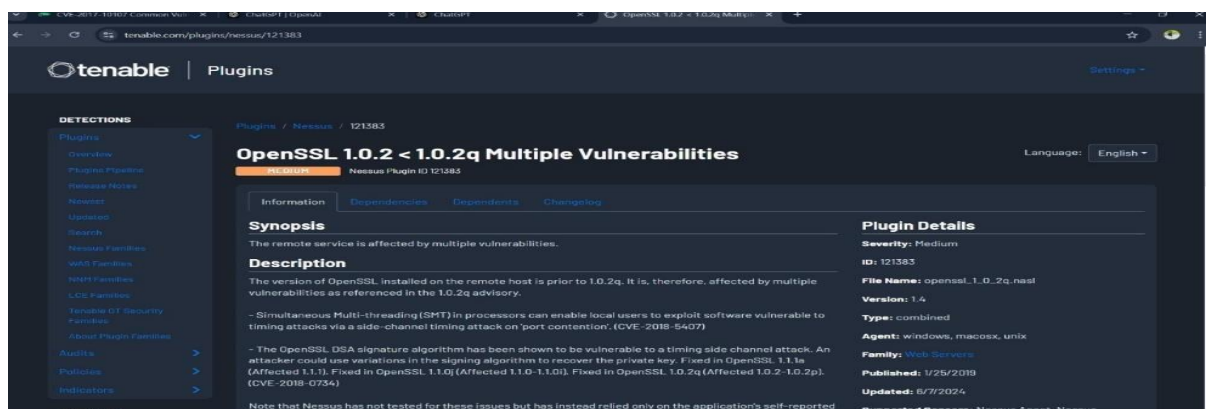 CVE-2017-10107 Common Vuln
ChatGPT | OpenAI
ChatGPT
OpenSSL 1.0.2 < 1.0.2q Multipl
tenable.com/plugins/nessus/121383
tenable | Plugins
Settings
DETECTIONS
Plugins
Overview
Plugins Pipeline
Release Notes
Newest
Updated
Search
Nessus Families
WAS Families
NNM Families
LCE Families
Tenable OT Security
Families
About Plugin Families
Audits
Policies
Indicators
Plugins / Nessus / 121383
OpenSSL 1.0.2 < 1.0.2q Multiple Vulnerabilities
MEDIUM
Nessus Plugin ID 121383
Language:
English
Information
Dependencies
Dependents
Changelog
Synopsis
The remote service is affected by multiple vulnerabilities.
Description
The version of OpenSSL installed on the remote host is prior to 1.0.2q. It is, therefore, affected by multiple
vulnerabilities as referenced in the 1.0.2q advisory.
- Simultaneous Multi-threading (SMT) in processors can enable local users to exploit software vulnerable to
timing attacks via a side-channel timing attack on 'port contention'. (CVE-2018-5407)
- The OpenSSL DSA signature algorithm has been shown to be vulnerable to a timing side channel attack. An
attacker could use variations in the signing algorithm to recover the private key. Fixed in OpenSSL 1.1.1a
(Affected 1.1.1). Fixed in OpenSSL 1.1.0j (Affected 1.1.0-1.1.0i). Fixed in OpenSSL 1.0.2q (Affected 1.0.2-1.0.2p).
(CVE-2018-0734)
Note that Nessus has not tested for these issues but has instead relied only on the application's self-reported
Plugin Details
Severity: Medium
ID: 121383
File Name: openssl_1_0_2q.nasl
Version: 1.4
Type: combined
Agent: windows, macosx, unix
Family: Web Servers
Published: 1/25/2019
Updated: 6/7/2024